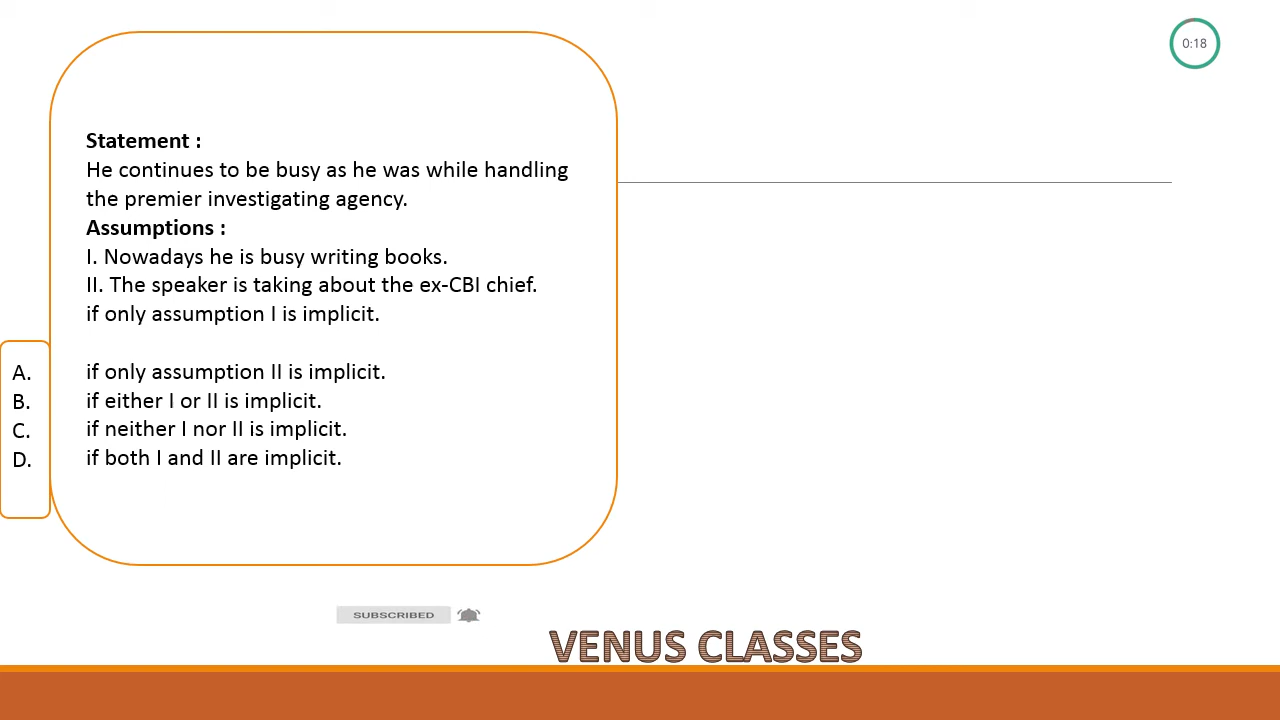 0:18
Statement :
He continues to be busy as he was while handling
the premier investigating agency.
Assumptions :
I. Nowadays he is busy writing books.
II. The speaker is taking about the ex-CBI chief.
if only assumption I is implicit.
A. if only assumption II is implicit.
B. if either I or II is implicit.
C. if neither I nor II is implicit.
D. if both I and II are implicit.
SUBSCRIBED
VENUS CLASSES